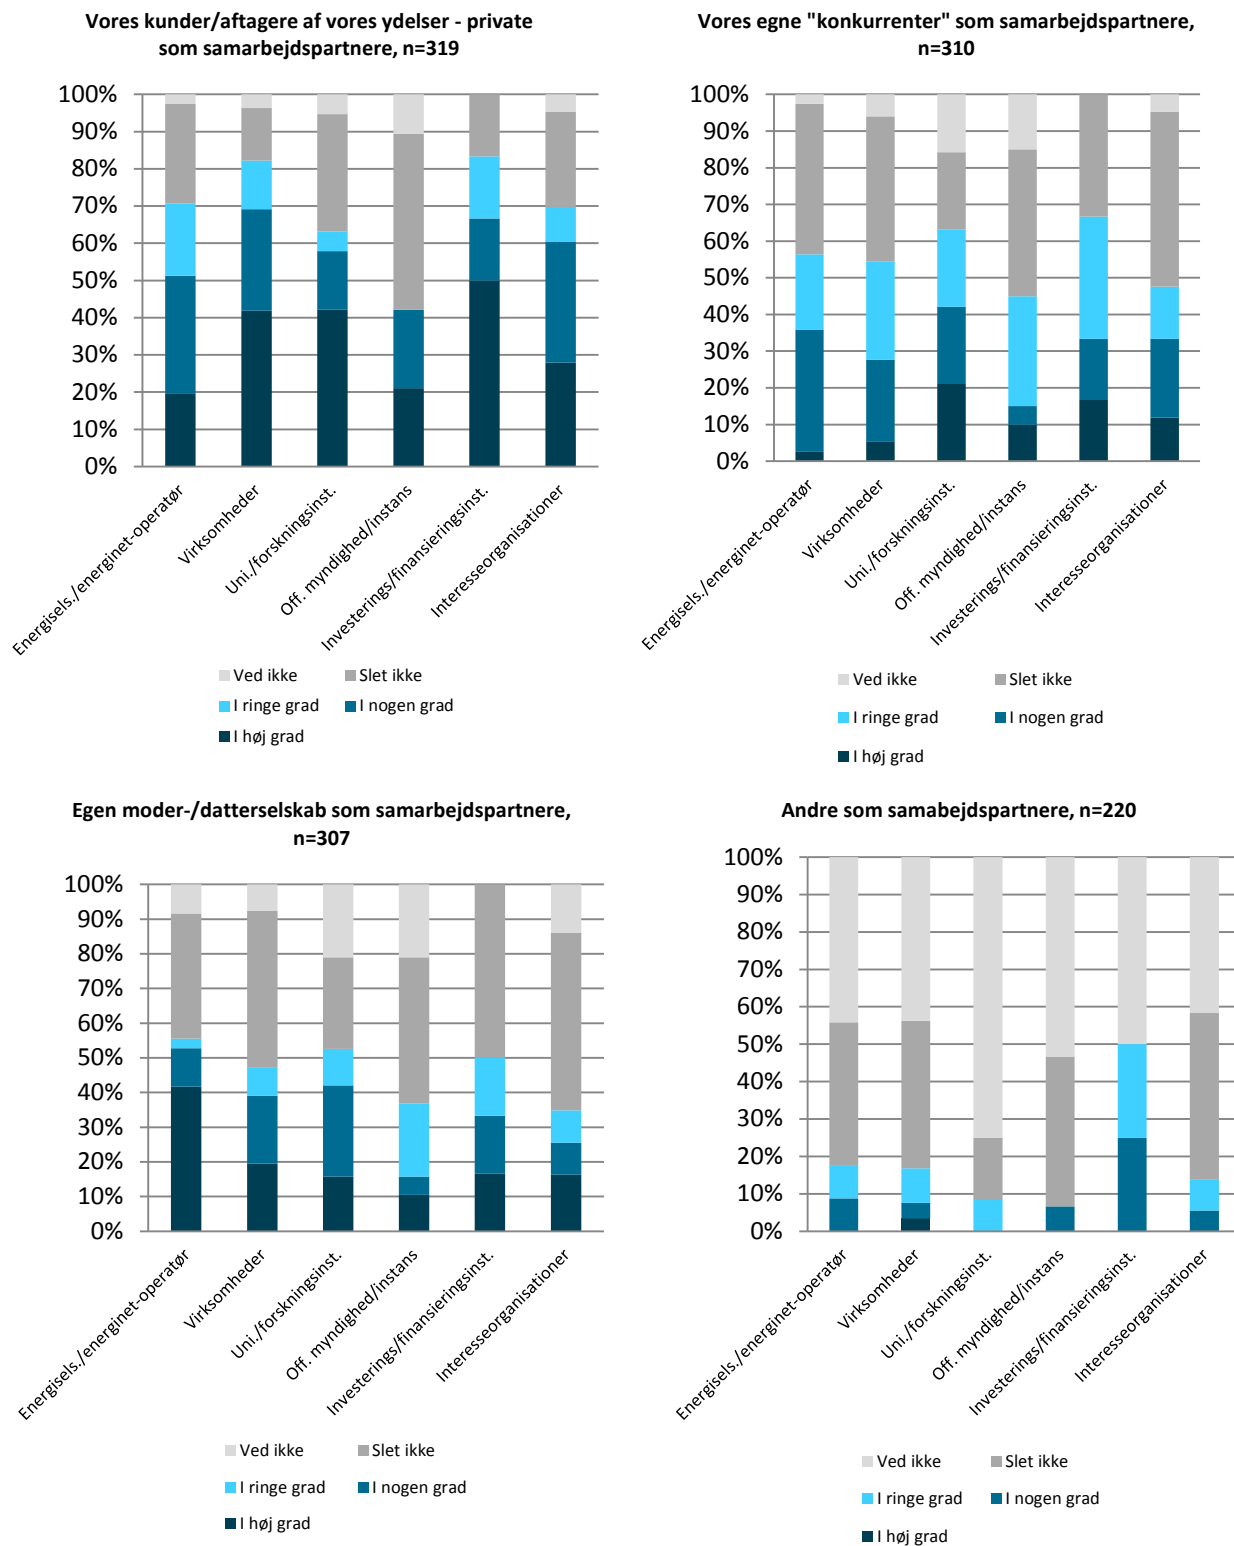 Vores kunder/aftagere af vores ydelser - private
som samarbejdspartnere, n=319
100%
90%
80%
70%
60%
50%
40%
30%
20%
10%
0%
Energisels./energinet-operatør
Virksomheder
Uni./forskningsinst.
Off. myndighed/instans
Investerings/finansieringsinst.
Interesseorganisationer
Ved ikke
Slet ikke
I ringe grad
I nogen grad
I høj grad
Vores egne "konkurrenter" som samarbejdspartnere,
n=310
100%
90%
80%
70%
60%
50%
40%
30%
20%
10%
0%
Energisels./energinet-operatør
Virksomheder
Uni./forskningsinst.
Off. myndighed/instans
Investerings/finansieringsinst.
Interesseorganisationer
Ved ikke
Slet ikke
I ringe grad
I nogen grad
I høj grad
Egen moder-/datterselskab som samarbejdspartnere,
n=307
100%
90%
80%
70%
60%
50%
40%
30%
20%
10%
0%
Energisels./energinet-operatør
Virksomheder
Uni./forskningsinst.
Off. myndighed/instans
Investerings/finansieringsinst.
Interesseorganisationer
Ved ikke
Slet ikke
I ringe grad
I nogen grad
I høj grad
Andre som samabejdspartnere, n=220
100%
90%
80%
70%
60%
50%
40%
30%
20%
10%
0%
Energisels./energinet-operatør
Virksomheder
Uni./forskningsinst.
Off. myndighed/instans
Investerings/finansieringsinst.
Interesseorganisationer
Ved ikke
Slet ikke
I ringe grad
I nogen grad
I høj grad